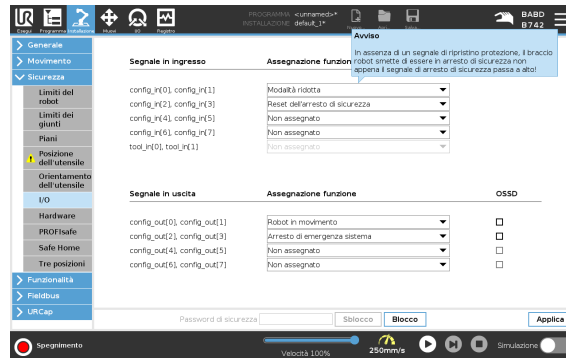 PROGRAMMA <unnamed>*
INSTALLAZIONE default_1*
Esegui Programma Installazione Muovi I/O Registro
BABD
B742
Avviso
In assenza di un segnale di ripristino protezione, il braccio
robot smette di essere in arresto di sicurezza non
appena il segnale di arresto di sicurezza passa a alto!
Generale
Movimento
Sicurezza
Limiti del
robot
Limiti dei
giunti
Piani
Posizione
dell'utensile
Orientamento
dell'utensile
I/O
Hardware
PROFIsafe
Safe Home
Tre posizioni
Funzionalità
Fieldbus
URCap
Segnale in ingresso Assegnazione funzion
config_in[0], config_in[1] Modalità ridotta
config_in[2], config_in[3] Reset dell'arresto di sicurezza
config_in[4], config_in[5] Non assegnato
config_in[6], config_in[7] Non assegnato
tool_in[0], tool_in[1] Non assegnato
Segnale in uscita Assegnazione funzione OSSD
config_out[0], config_out[1] Robot in movimento
config_out[2], config_out[3] Arresto di emergenza sistema
config_out[4], config_out[5] Non assegnato
config_out[6], config_out[7] Non assegnato
Password di sicurezza Sblocco Blocco Applica
Spegnimento
Velocità 100%
250mm/s
Simulazione